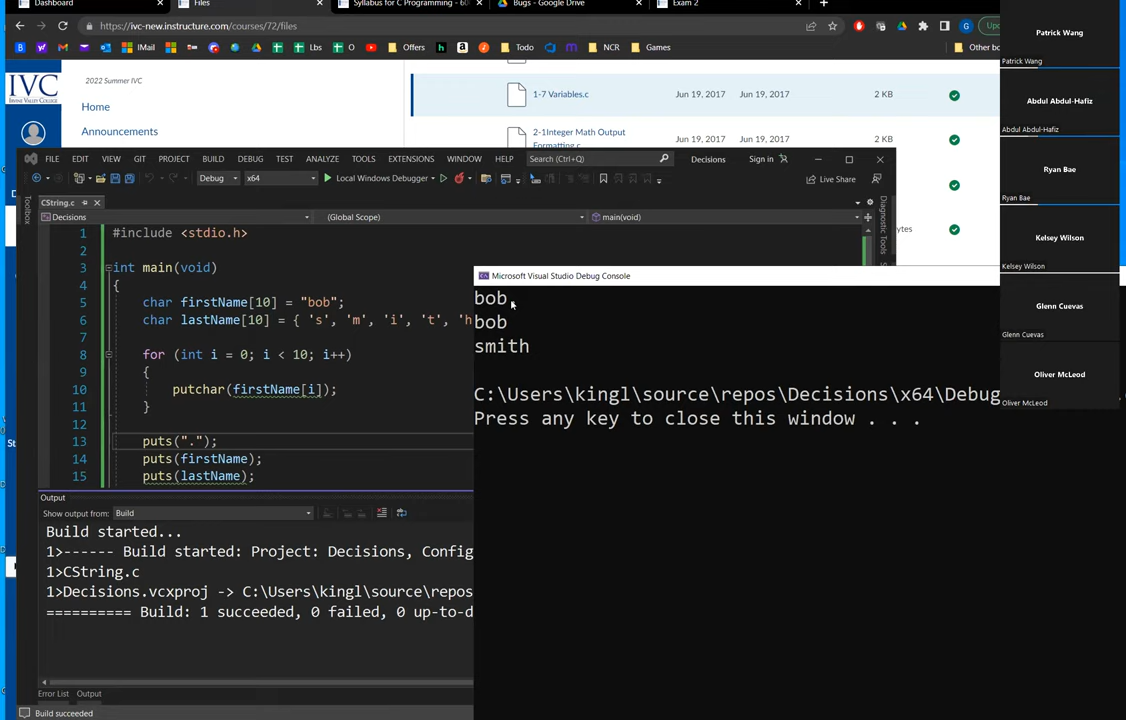 Dashboard
Files
Syllabus for C Programming - 60
Bugs - Google Drive
Exam 2
https://ivc-new.instructure.com/courses/72/files
IMail
Lbs
Offers
Todo
NCR
Games
Other bo
IVC
2022 Summer IVC
Home
Announcements
1-7 Variables.c
Jun 19, 2017
Jun 19, 2017
2 KB
2-1Integer Math Output
Formatting.c
Jun 19, 2017
Jun 19, 2017
2 KB
FILE EDIT VIEW GIT PROJECT BUILD DEBUG TEST ANALYZE TOOLS EXTENSIONS WINDOW HELP
Search (Ctrl+Q)
Decisions
Sign in
Debug
x64
Local Windows Debugger
Live Share
Toolbox
CString.c
Decisions
(Global Scope)
main(void)
Diagnostic Tools
1 #include <stdio.h>
2
3 int main(void)
4 {
5 char firstName[10] = "bob";
6 char lastName[10] = { 's', 'm', 'i', 't', 'h
7
8 for (int i = 0; i < 10; i++)
9 {
10 putchar(firstName[i]);
11 }
12
13 puts(".");
14 puts(firstName);
15 puts(lastName);
Output
Show output from:
Build
Build started...
1>------ Build started: Project: Decisions, Config
1>CString.c
1>Decisions.vcxproj -> C:\Users\kingl\source\repos
========== Build: 1 succeeded, 0 failed, 0 up-to-d
Error List
Output
Build succeeded
Microsoft Visual Studio Debug Console
bob
bob
smith
C:\Users\kingl\source\repos\Decisions\x64\Debug
Press any key to close this window . . .
Patrick Wang
Patrick Wang
Abdul Abdul-Hafiz
Abdul Abdul-Hafiz
Ryan Bae
Ryan Bae
Kelsey Wilson
Kelsey Wilson
Glenn Cuevas
Glenn Cuevas
Oliver McLeod
Oliver McLeod